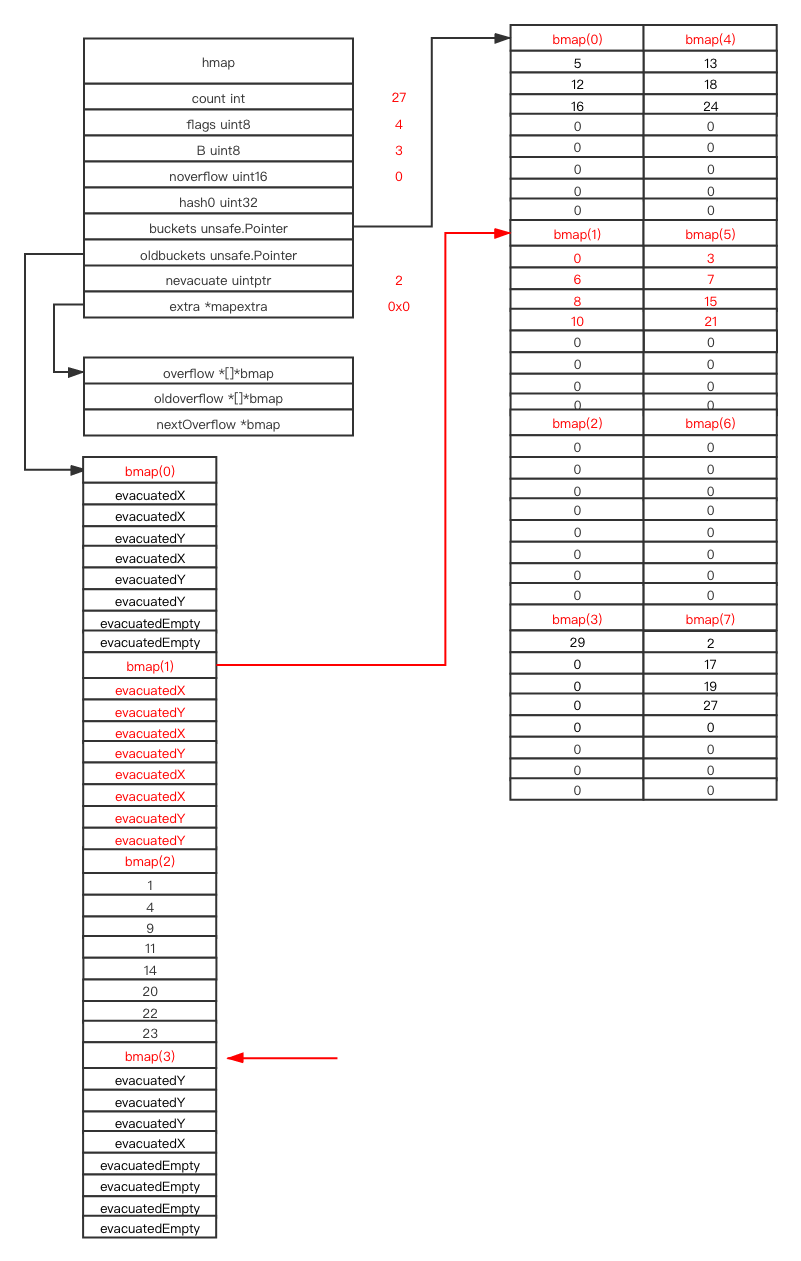 hmap
count int 27
flags uint8 4
B uint8 3
noverflow uint16 0
hash0 uint32
buckets unsafe.Pointer
oldbuckets unsafe.Pointer
nevacuate uintptr 2
extra *mapextra 0x0
overflow *[]*bmap
oldoverflow *[]*bmap
nextOverflow *bmap
bmap(0)
evacuatedX
evacuatedX
evacuatedY
evacuatedX
evacuatedY
evacuatedY
evacuatedEmpty
evacuatedEmpty
bmap(1)
evacuatedX
evacuatedY
evacuatedX
evacuatedY
evacuatedX
evacuatedX
evacuatedY
evacuatedY
bmap(2)
1
4
9
11
14
20
22
23
bmap(3)
evacuatedY
evacuatedY
evacuatedY
evacuatedX
evacuatedEmpty
evacuatedEmpty
evacuatedEmpty
evacuatedEmpty
bmap(0) bmap(4)
5 13
12 18
16 24
0 0
0 0
0 0
0 0
0 0
bmap(1) bmap(5)
0 3
6 7
8 15
10 21
0 0
0 0
0 0
0 0
bmap(2) bmap(6)
0 0
0 0
0 0
0 0
0 0
0 0
0 0
0 0
bmap(3) bmap(7)
29 2
0 17
0 19
0 27
0 0
0 0
0 0
0 0